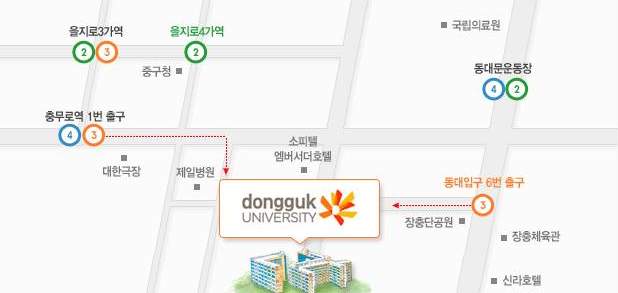 국립의료원
을지로3가역
을지로4가역
2
3
2
중구청
동대문운동장
4
2
충무로역 1번 출구
4
3
소피텔
엠버서더호텔
대한극장
제일병원
동대입구 6번 출구
3
dongguk
UNIVERSITY
장충단공원
장충체육관
신라호텔